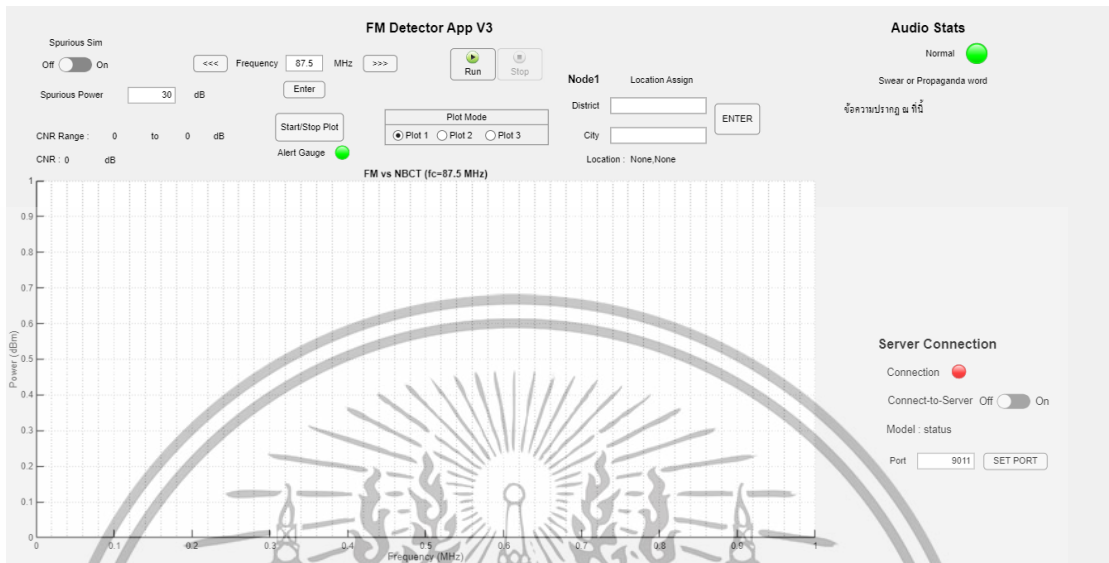 FM Detector App V3
Audio Stats
Spurious Sim
Off On
<<< Frequency 87.5 MHz >>>
Enter
Run
Stop
Spurious Power 30 dB
CNR Range : 0 to 0 dB
CNR : 0 dB
Start/Stop Plot
Alert Gauge
Plot Mode
Plot 1 Plot 2 Plot 3
Node1 Location Assign
District
City
ENTER
Location : None,None
Normal
Swear or Propaganda word
ข้อความปรากฏ ณ ที่นี้
FM vs NBCT (fc=87.5 MHz)
1
0.9
0.8
0.7
0.6
0.5
0.4
0.3
0.2
0.1
0
Power (dBm)
0 0.1 0.2 0.3 0.4 0.5 0.6 0.7 0.8 0.9 1
Frequency (MHz)
Server Connection
Connection
Connect-to-Server Off On
Model : status
Port 9011 SET PORT